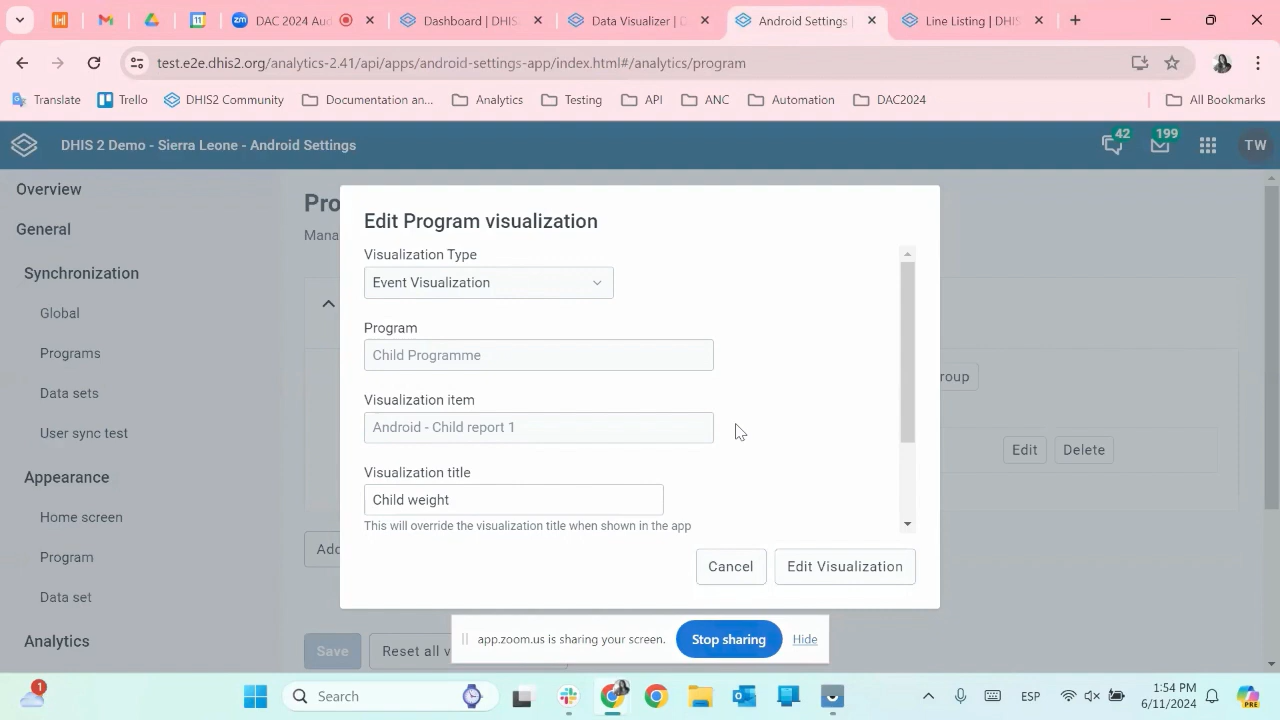 DAC 2024 Aud
Dashboard | DHIS
Data Visualizer | D
Android Settings |
Line Listing | DHIS
test.e2e.dhis2.org/analytics-2.41/api/apps/android-settings-app/index.html#/analytics/program
Translate
Trello
DHIS2 Community
Documentation an...
Analytics
Testing
API
ANC
Automation
DAC2024
All Bookmarks
DHIS 2 Demo - Sierra Leone - Android Settings
42
199
TW
Overview
General
Synchronization
Global
Programs
Data sets
User sync test
Appearance
Home screen
Program
Data set
Analytics
Pro
Mana
Edit Program visualization
Visualization Type
Event Visualization
Program
Child Programme
Visualization item
Android - Child report 1
Visualization title
Child weight
This will override the visualization title when shown in the app
Cancel
Edit Visualization
roup
Edit
Delete
Add
Save
Reset all v
app.zoom.us is sharing your screen.
Stop sharing
Hide
1
Search
ESP
1:54 PM
6/11/2024
PRE